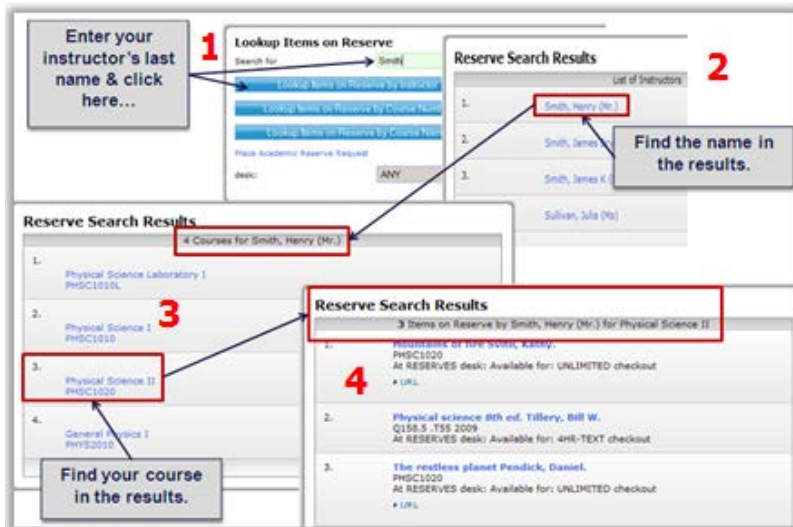 Enter your
instructor's last
name & click
here...
1
Lookup Items on Reserve
Search for
Smith
Lookup Items on Reserve by Instructor
Lookup Items on Reserve by Course Name
Lookup Items on Reserve by Course
Place Academic Reserve Request
desk:
ANY
2
Reserve Search Results
List of Instructors
1.
Smith, Henry (Mr.)
2.
Smith, James
3.
Smith, James K
Sullivan, Julia (Ms)
Find the name in
the results.
Reserve Search Results
4 Courses for Smith, Henry (Mr.)
1.
Physical Science Laboratory I
PHSC1010L
2.
Physical Science I
PHSC1010
3.
Physical Science II
PHSC1020
4.
General Physics I
PHYS2010
3
Find your course
in the results.
Reserve Search Results
3 Items on Reserve by Smith, Henry (Mr.) for Physical Science II
4
1.
Mountains of fire Svitil, Kathy.
PHSC1020
At RESERVES desk: Available for: UNLIMITED checkout
URL
2.
Physical science 8th ed. Tillery, Bill W.
Q158.5 .T55 2009
At RESERVES desk: Available for: 4HR-TEXT checkout
3.
The restless planet Pendick, Daniel.
PHSC1020
At RESERVES desk: Available for: UNLIMITED checkout
URL